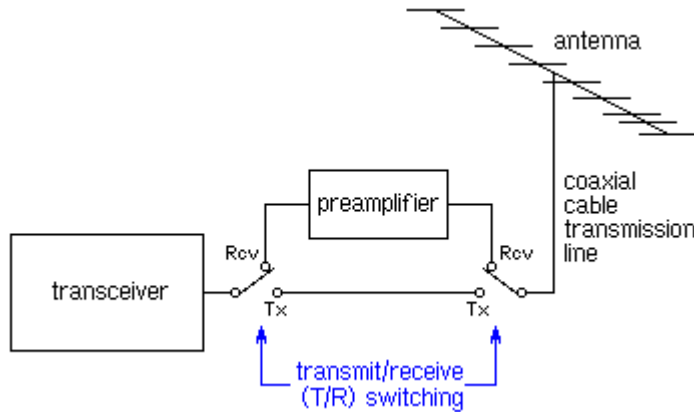 antenna
preamplifier
coaxial
cable
transmission
line
Rcv
Rcv
transceiver
Tx
Tx
transmit/receive
(T/R) switching